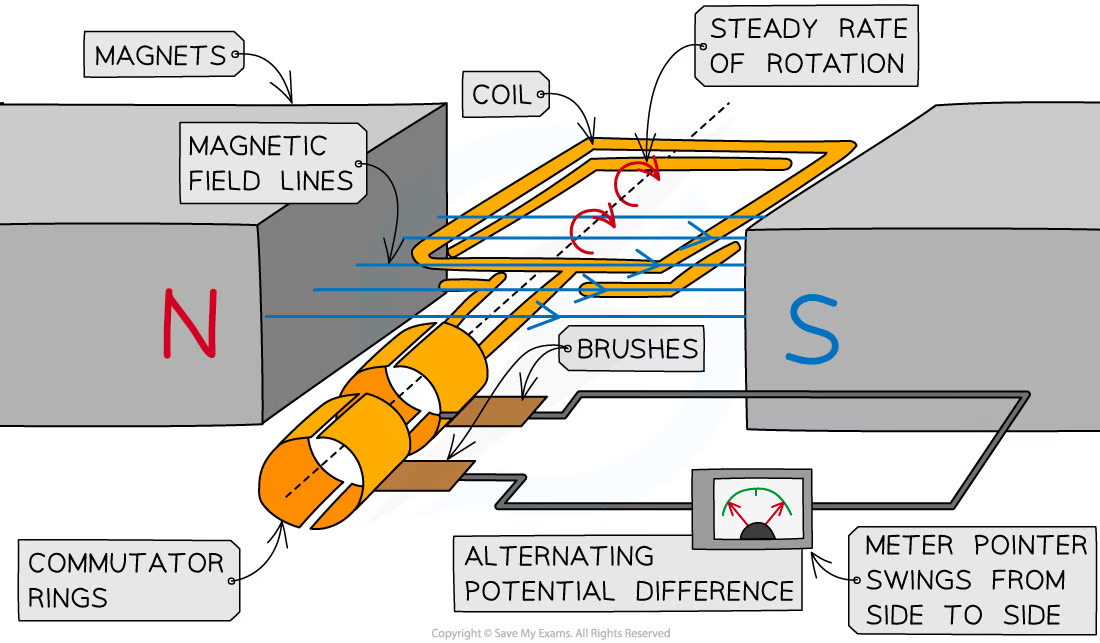 STEADY RATE
OF ROTATION
MAGNETS
COIL
MAGNETIC
FIELD LINES
N
S
BRUSHES
COMMUTATOR
RINGS
ALTERNATING
POTENTIAL DIFFERENCE
METER POINTER
SWINGS FROM
SIDE TO SIDE
Copyright © Save My Exams. All Rights Reserved